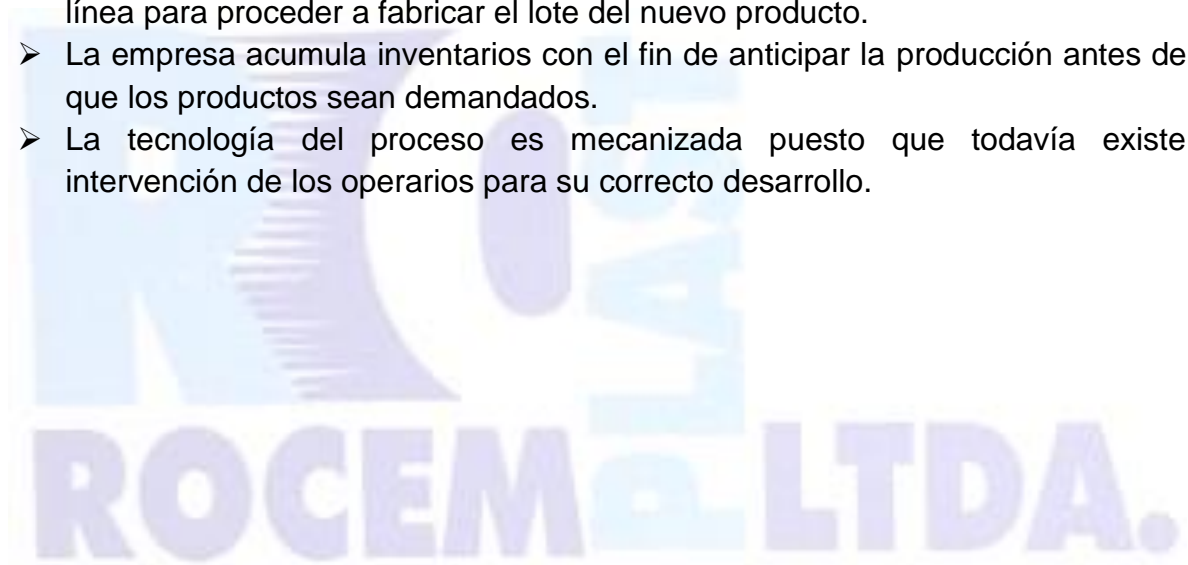 línea para proceder a fabricar el lote del nuevo producto.
➢ La empresa acumula inventarios con el fin de anticipar la producción antes de
que los productos sean demandados.
➢ La tecnología del proceso es mecanizada puesto que todavía existe
intervención de los operarios para su correcto desarrollo.
RC
PLAST
ROCEM LTDA.